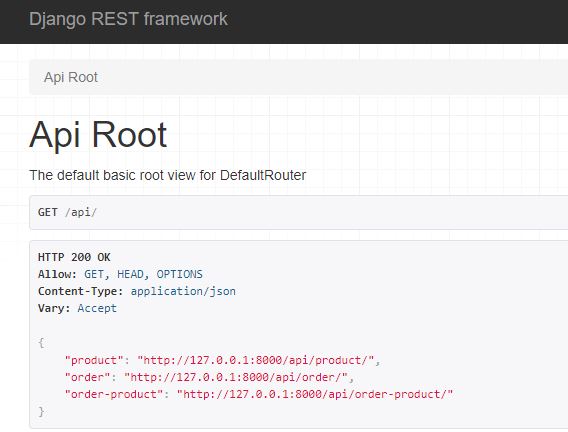 Django REST framework
Api Root
Api Root
The default basic root view for DefaultRouter
GET /api/
HTTP 200 OK
Allow: GET, HEAD, OPTIONS
Content-Type: application/json
Vary: Accept
{
    "product": "http://127.0.0.1:8000/api/product/",
    "order": "http://127.0.0.1:8000/api/order/",
    "order-product": "http://127.0.0.1:8000/api/order-product/"
}